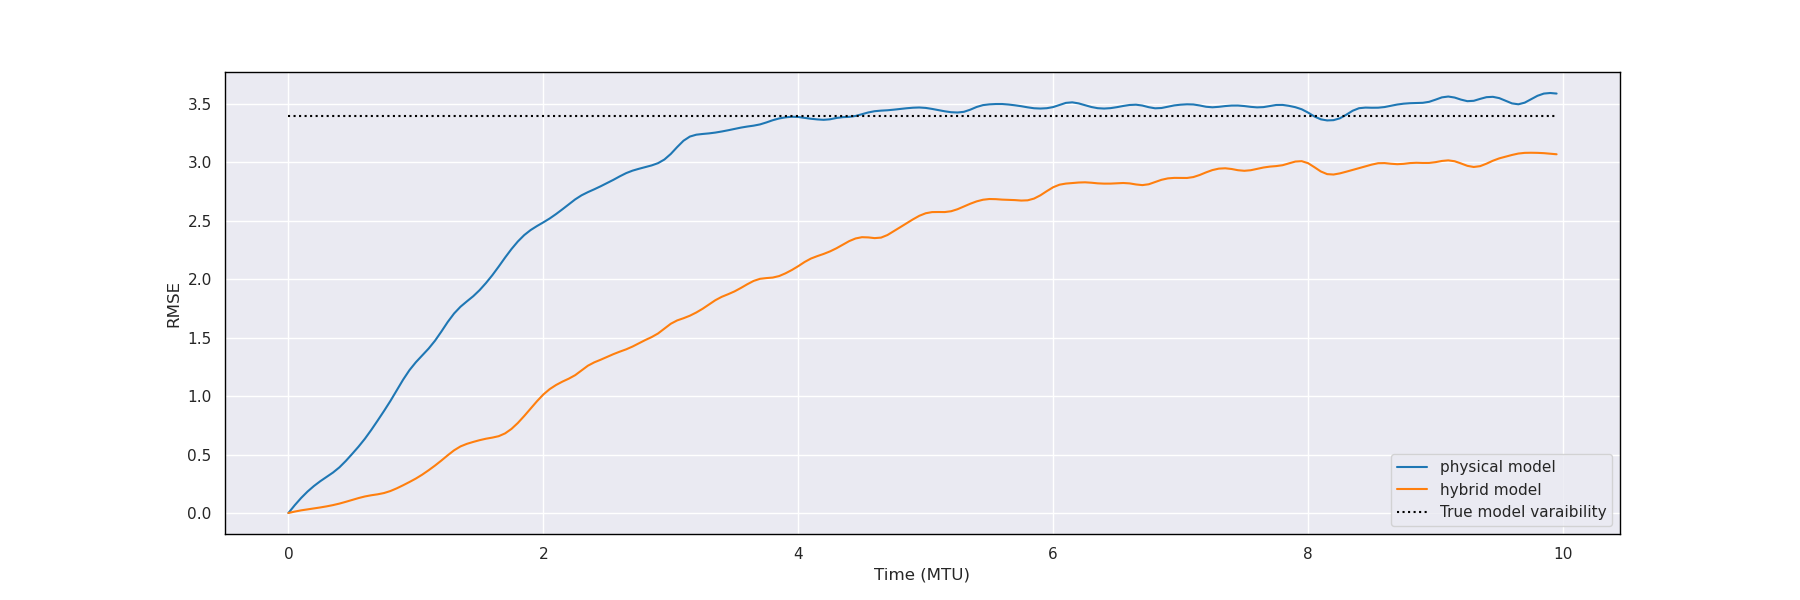 3.5
3.0
2.5
2.0
1.5
1.0
0.5
0.0
RMSE
0 2 4 6 8 10
Time (MTU)
physical model
hybrid model
True model varaibility